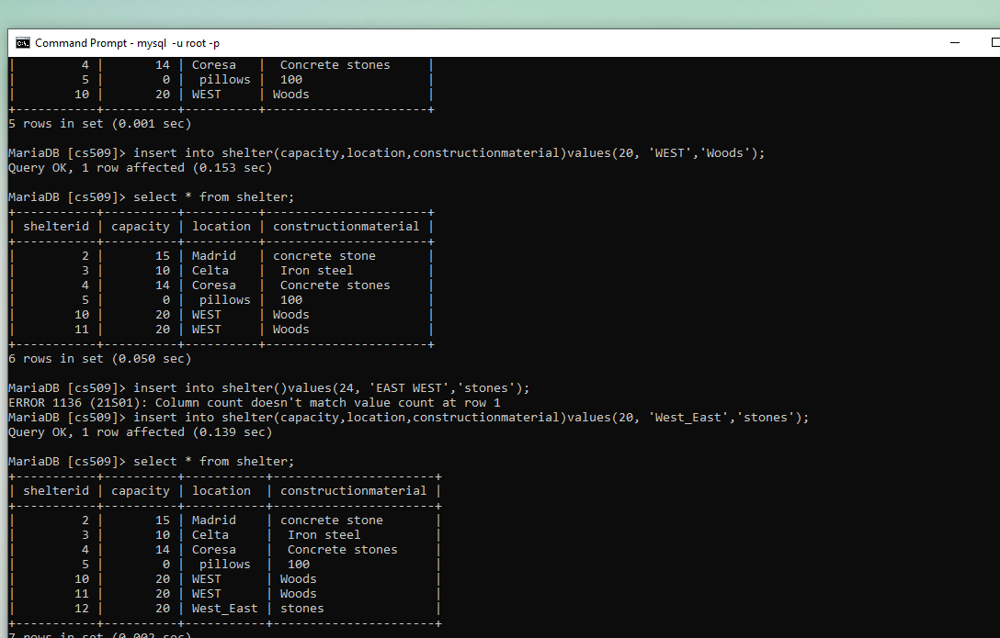 Command Prompt - mysql  -u root -p
|         4 |       14 | Coresa   |  Concrete stones     |
|         5 |        0 |  pillows |  100                 |
|        10 |       20 | WEST     | Woods                |
+-----------+----------+----------+----------------------+
5 rows in set (0.001 sec)
MariaDB [cs509]> insert into shelter(capacity,location,constructionmaterial)values(20, 'WEST','Woods');
Query OK, 1 row affected (0.153 sec)
MariaDB [cs509]> select * from shelter;
+-----------+----------+----------+----------------------+
| shelterid | capacity | location | constructionmaterial |
+-----------+----------+----------+----------------------+
|         2 |       15 | Madrid   | concrete stone       |
|         3 |       10 | Celta    |  Iron steel          |
|         4 |       14 | Coresa   |  Concrete stones     |
|         5 |        0 |  pillows |  100                 |
|        10 |       20 | WEST     | Woods                |
|        11 |       20 | WEST     | Woods                |
+-----------+----------+----------+----------------------+
6 rows in set (0.050 sec)
MariaDB [cs509]> insert into shelter()values(24, 'EAST WEST','stones');
ERROR 1136 (21S01): Column count doesn't match value count at row 1
MariaDB [cs509]> insert into shelter(capacity,location,constructionmaterial)values(20, 'West_East','stones');
Query OK, 1 row affected (0.139 sec)
MariaDB [cs509]> select * from shelter;
+-----------+----------+-----------+----------------------+
| shelterid | capacity | location  | constructionmaterial |
+-----------+----------+-----------+----------------------+
|         2 |       15 | Madrid    | concrete stone       |
|         3 |       10 | Celta     |  Iron steel          |
|         4 |       14 | Coresa    |  Concrete stones     |
|         5 |        0 |  pillows  |  100                 |
|        10 |       20 | WEST      | Woods                |
|        11 |       20 | WEST      | Woods                |
|        12 |       20 | West_East | stones               |
+-----------+----------+-----------+----------------------+
7 rows in set (0.002 sec)